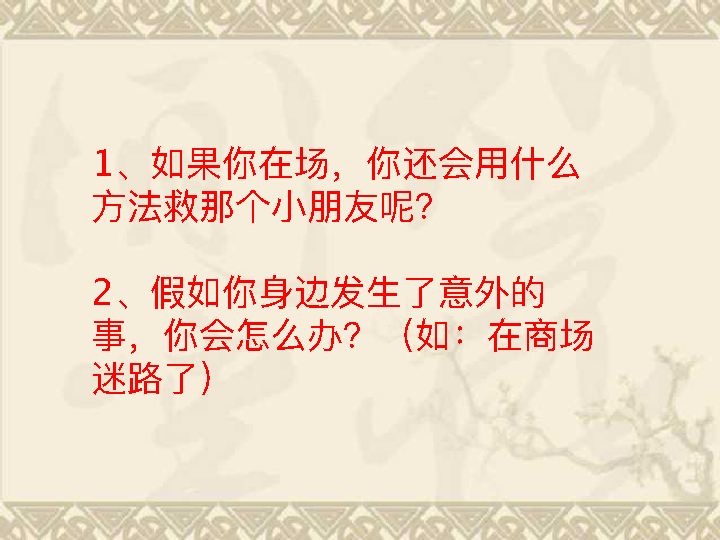 1、如果你在场，你还会用什么
方法救那个小朋友呢？
2、假如你身边发生了意外的
事，你会怎么办？（如：在商场
迷路了）